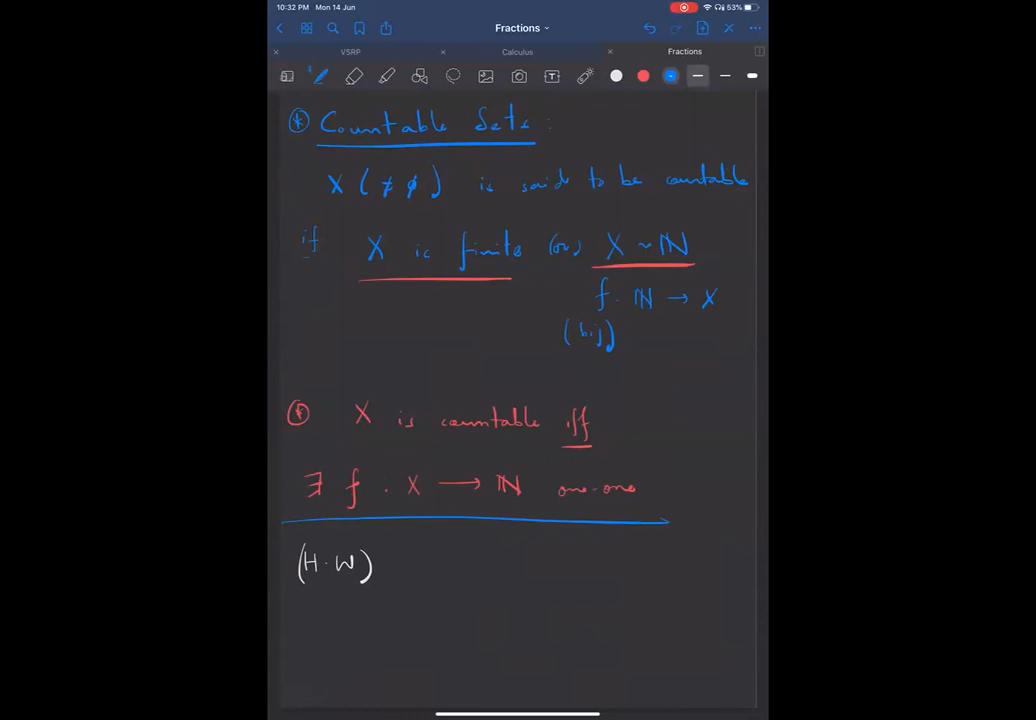 10:32 PM Mon 14 Jun
53%
Fractions
VSRP
Calculus
Fractions
Countable Sets:
X (≠ φ) is said to be countable
if X is finite (or) X ~ ℕ
f : ℕ → X
(bij)
X is countable iff
∃ f : X → ℕ one-one
(H.W)